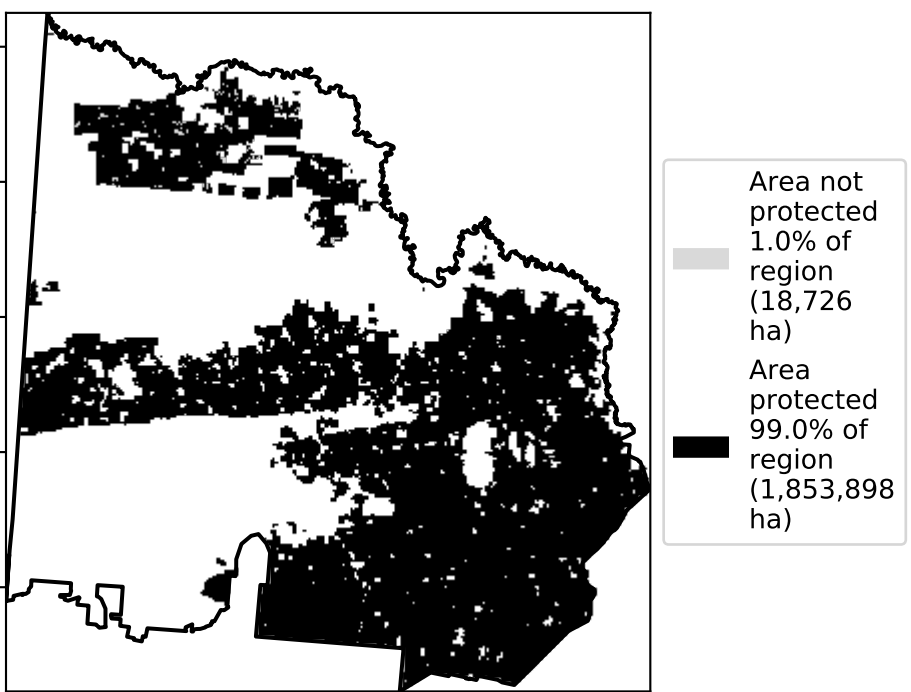 Area not
protected
1.0% of
region
(18,726
ha)
Area
protected
99.0% of
region
(1,853,898
ha)